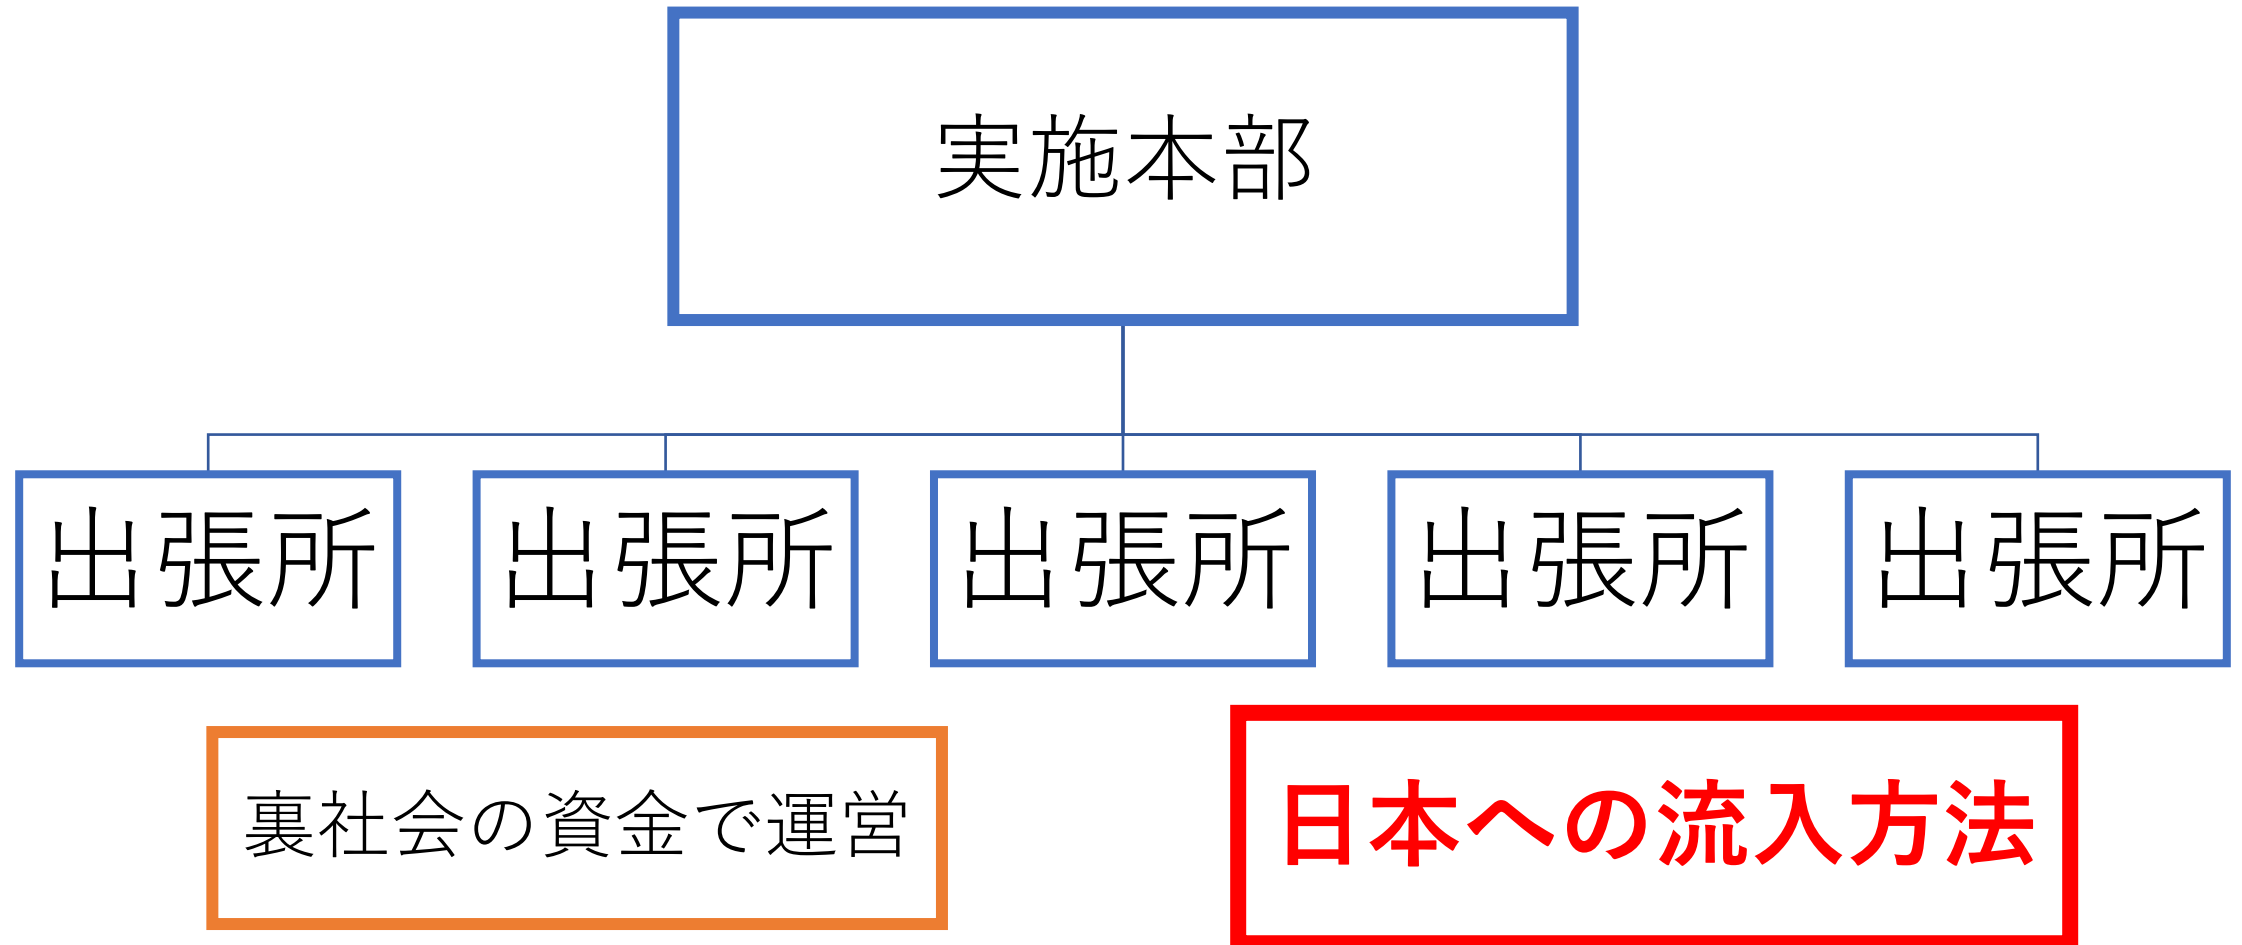 実施本部
出張所
出張所
出張所
出張所
出張所
裏社会の資金で運営
日本への流入方法